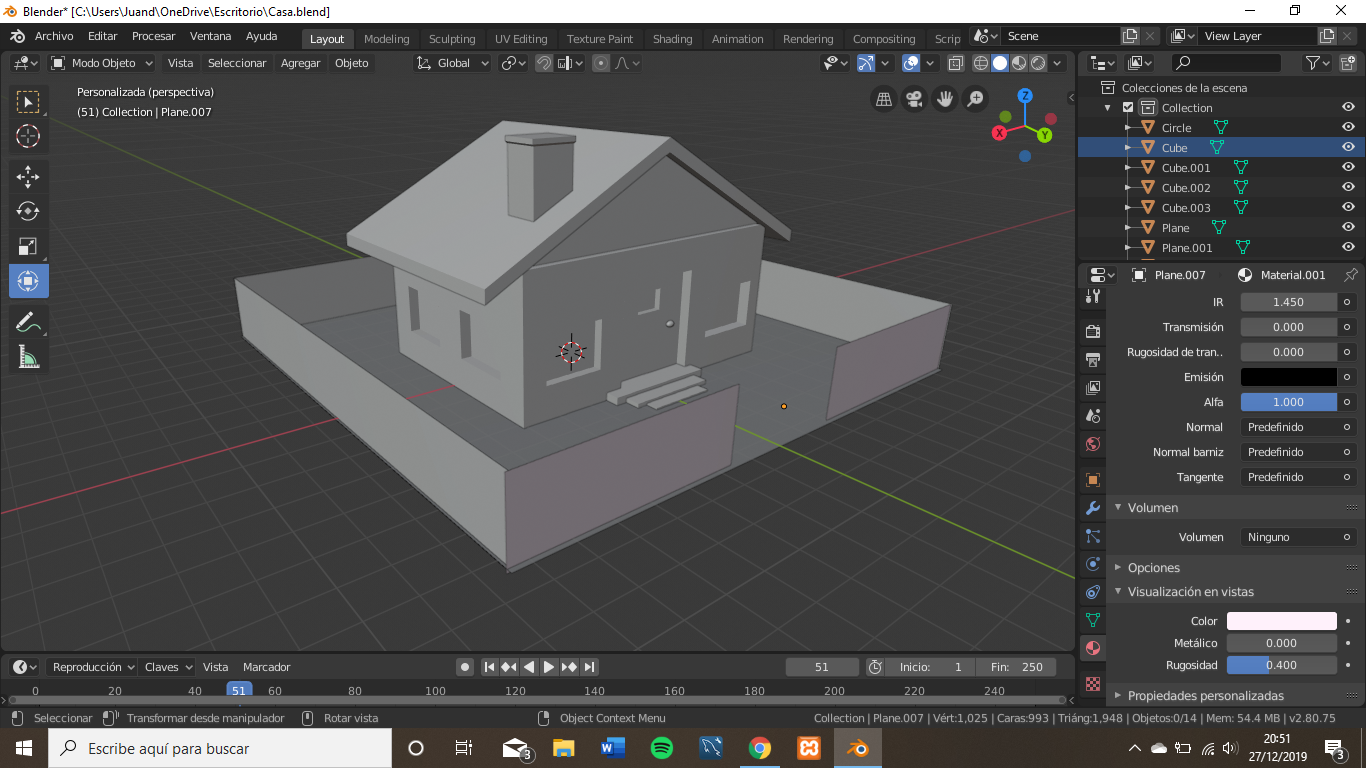 Blender* [C:\Users\Juand\OneDrive\Escritorio\Casa.blend]
Archivo Editar Procesar Ventana Ayuda Layout Modeling Sculpting UV Editing Texture Paint Shading Animation Rendering Compositing Scrip Scene View Layer
Modo Objeto Vista Seleccionar Agregar Objeto Global
Personalizada (perspectiva)
(51) Collection | Plane.007
Z
X
Y
Colecciones de la escena
Collection
Circle
Cube
Cube.001
Cube.002
Cube.003
Plane
Plane.001
Plane.007 Material.001
IR 1.450
Transmisión 0.000
Rugosidad de tran.. 0.000
Emisión
Alfa 1.000
Normal Predefinido
Normal barniz Predefinido
Tangente Predefinido
Volumen
Volumen Ninguno
Opciones
Visualización en vistas
Color
Metálico 0.000
Rugosidad 0.400
Propiedades personalizadas
Reproducción Claves Vista Marcador 51 Inicio: 1 Fin: 250
0 20 40 51 60 80 100 120 140 160 180 200 220 240
Seleccionar Transformar desde manipulador Rotar vista Object Context Menu Collection | Plane.007 | Vért:1,025 | Caras:993 | Triáng:1,948 | Objetos:0/14 | Mem: 54.4 MB | v2.80.75
Escribe aquí para buscar
3
20:51
27/12/2019
3